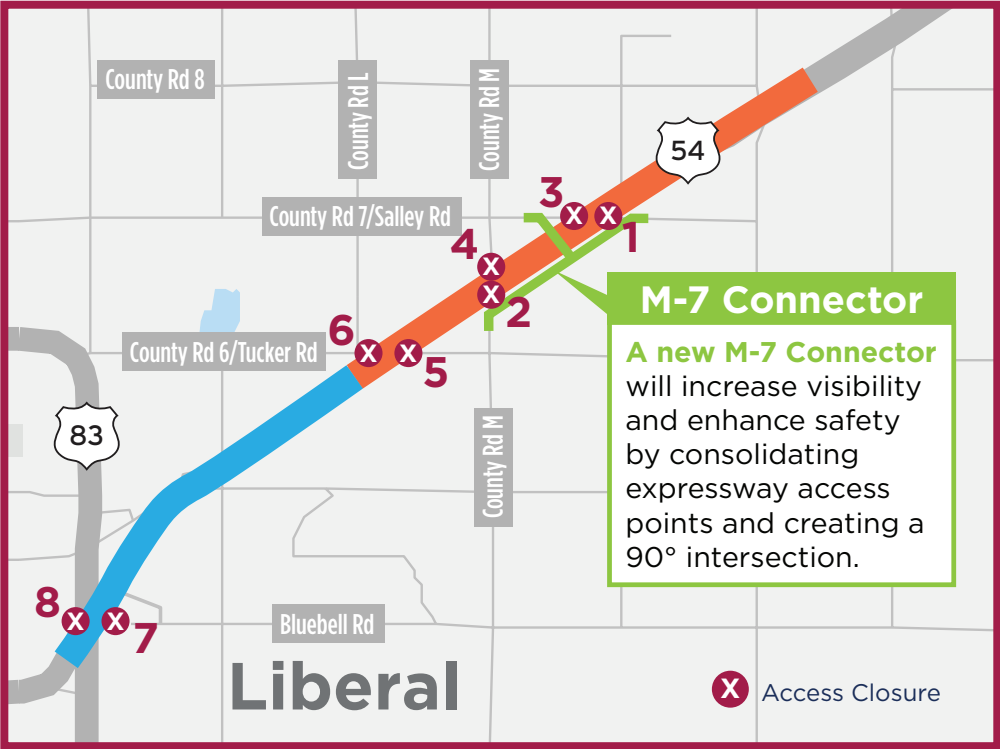 County Rd 8
County Rd L
County Rd M
54
County Rd 7/Salley Rd
3
1
4
2
M-7 Connector
A new M-7 Connector
will increase visibility
and enhance safety
by consolidating
expressway access
points and creating a
90° intersection.
6
County Rd 6/Tucker Rd
5
83
County Rd M
8
7
Bluebell Rd
Liberal
X Access Closure
X
X
X
X
X
X
X
X